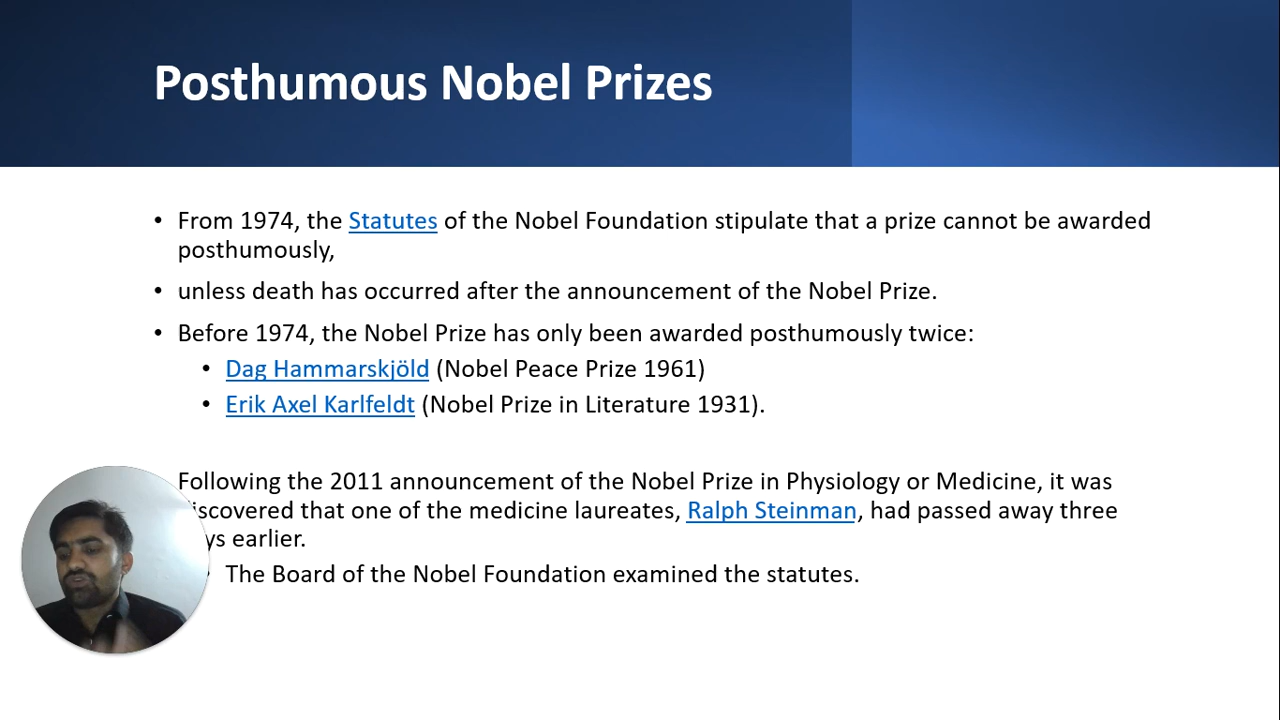 Posthumous Nobel Prizes
• From 1974, the Statutes of the Nobel Foundation stipulate that a prize cannot be awarded
posthumously,
• unless death has occurred after the announcement of the Nobel Prize.
• Before 1974, the Nobel Prize has only been awarded posthumously twice:
• Dag Hammarskjöld (Nobel Peace Prize 1961)
• Erik Axel Karlfeldt (Nobel Prize in Literature 1931).
Following the 2011 announcement of the Nobel Prize in Physiology or Medicine, it was
iscovered that one of the medicine laureates, Ralph Steinman, had passed away three
ys earlier.
The Board of the Nobel Foundation examined the statutes.